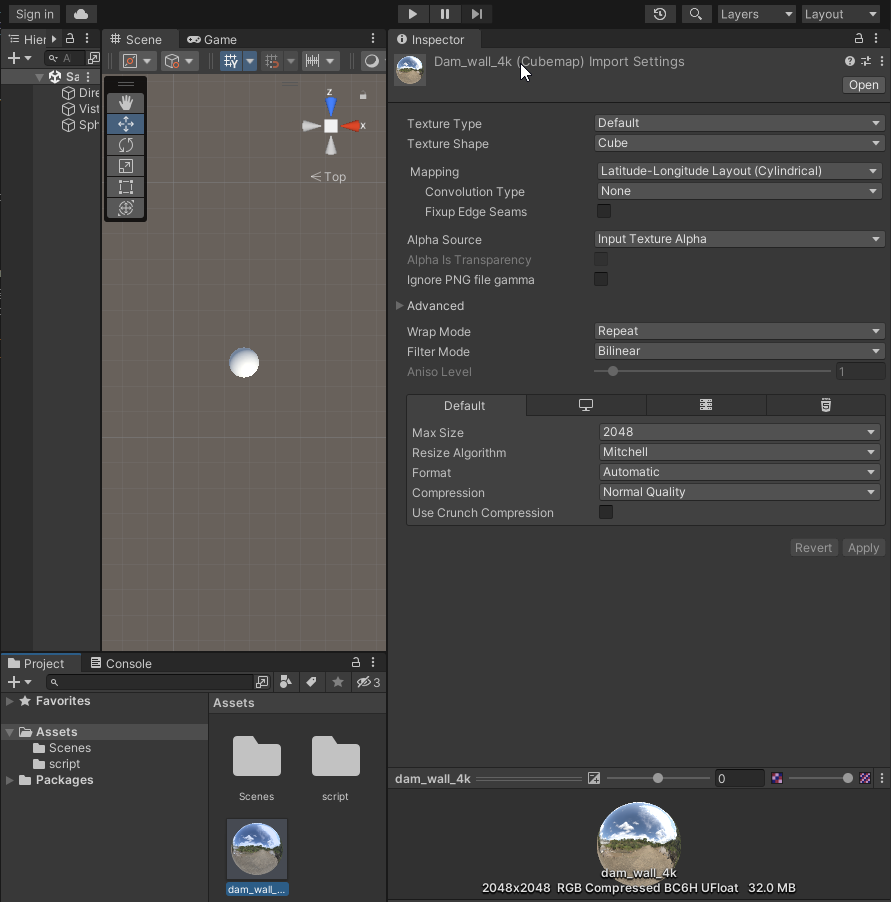 Sign in
Layers
Layout
Hier
Scene
Game
Inspector
A
Sa
Dire
Vist
Sph
z
x
Top
Dam_wall_4k (Cubemap) Import Settings
Open
Texture Type Default
Texture Shape Cube
Mapping Latitude-Longitude Layout (Cylindrical)
Convolution Type None
Fixup Edge Seams
Alpha Source Input Texture Alpha
Alpha Is Transparency
Ignore PNG file gamma
Advanced
Wrap Mode Repeat
Filter Mode Bilinear
Aniso Level 1
Default
Max Size 2048
Resize Algorithm Mitchell
Format Automatic
Compression Normal Quality
Use Crunch Compression
Revert Apply
Project
Console
3
Favorites
Assets
Scenes
script
Packages
Assets
Scenes
script
dam_wall_...
dam_wall_4k
0
dam_wall_4k
2048x2048 RGB Compressed BC6H UFloat 32.0 MB